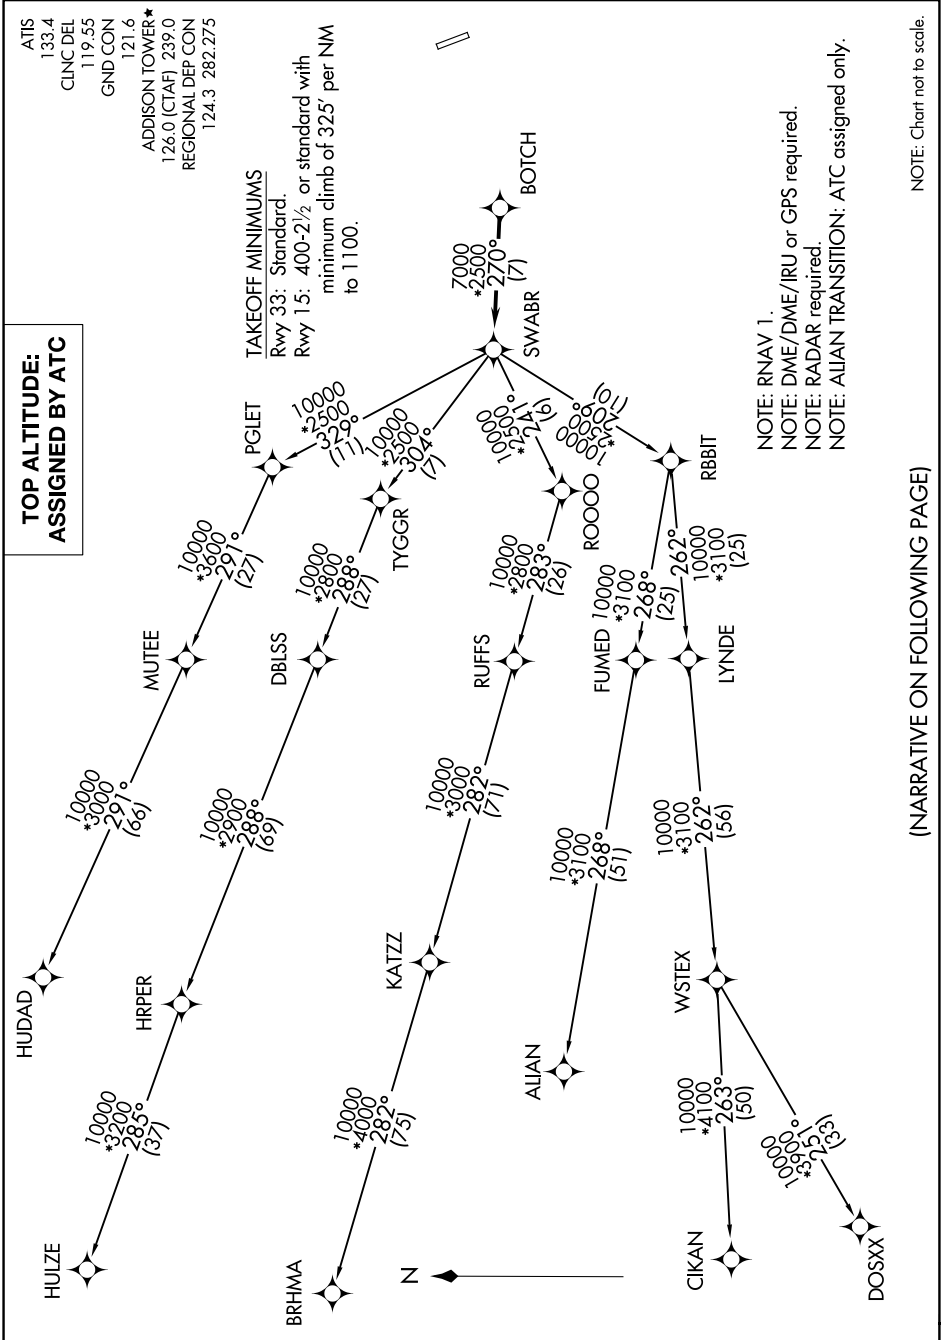 TOP ALTITUDE:
ASSIGNED BY ATC
ATIS
133.4
CLNC DEL
119.55
GND CON
121.6
ADDISON TOWER★
126.0 (CTAF) 239.0
REGIONAL DEP CON
124.3 282.275
TAKEOFF MINIMUMS
Rwy 33: Standard.
Rwy 15: 400-2½ or standard with
minimum climb of 325' per NM
to 1100.
HUDAD
10000
*3000
291°
(66)
MUTEE
10000
*3600
291°
(27)
PGLET
10000
*2500
329°
(11)
HULZE
10000
*3200
285°
(37)
HRPER
10000
*2900
288°
(69)
DBLSS
10000
*2800
288°
(27)
TYGGR
10000
*2500
304°
(7)
BRHMA
10000
*4000
282°
(75)
KATZZ
10000
*3000
282°
(71)
RUFFS
10000
*2800
283°
(26)
ROOOO
10000
*2500
(6)
SWABR
7000
*2500
270°
(7)
BOTCH
N
ALIAN
10000
*3100
268°
(51)
FUMED
10000
*3100
268°
(25)
10000
*2500
209°
(10)
RBBIT
262°
10000
*3100
(25)
LYNDE
10000
*3100
262°
(56)
WSTEX
10000
*4100
263°
(50)
CIKAN
10000
*3900
251°
(33)
DOSXX
NOTE: RNAV 1.
NOTE: DME/DME/IRU or GPS required.
NOTE: RADAR required.
NOTE: ALIAN TRANSITION: ATC assigned only.
(NARRATIVE ON FOLLOWING PAGE)
NOTE: Chart not to scale.